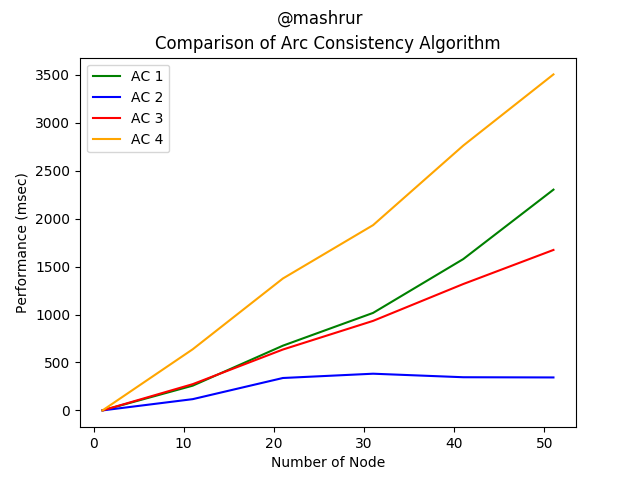 @mashrur
Comparison of Arc Consistency Algorithm
AC 1
AC 2
AC 3
AC 4
3500
3000
2500
2000
1500
1000
500
0
Performance (msec)
0 10 20 30 40 50
Number of Node